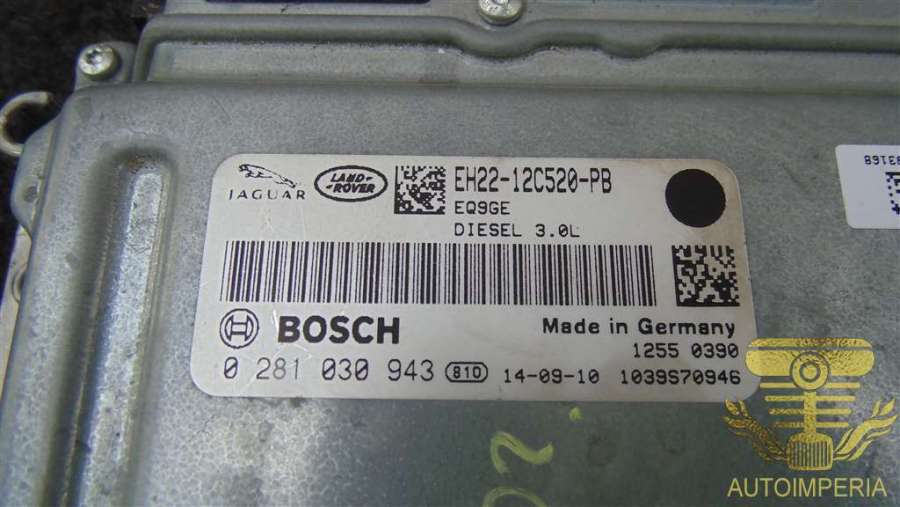 JAGUAR
LAND-
-ROVER
EH22-12C520-PB
EQ9GE
DIESEL 3.0L
BOSCH
Made in Germany
1255 0390
0 281 030 943 810 14-09-10 1039S70946
93168
AUTOIMPERIA